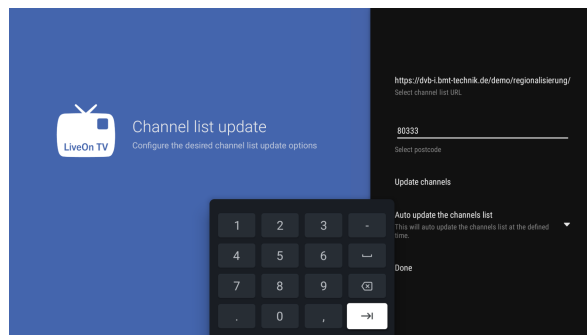 https://dvb-i.bmt-technik.de/demo/regionalisierung/
Select channel list URL
LiveOn TV
Channel list update
Configure the desired channel list update options
80333
Select postcode
Update channels
Auto update the channels list
This will auto update the channels list at the defined
time.
Done
1 2 3 -
4 5 6
7 8 9
. 0 ,